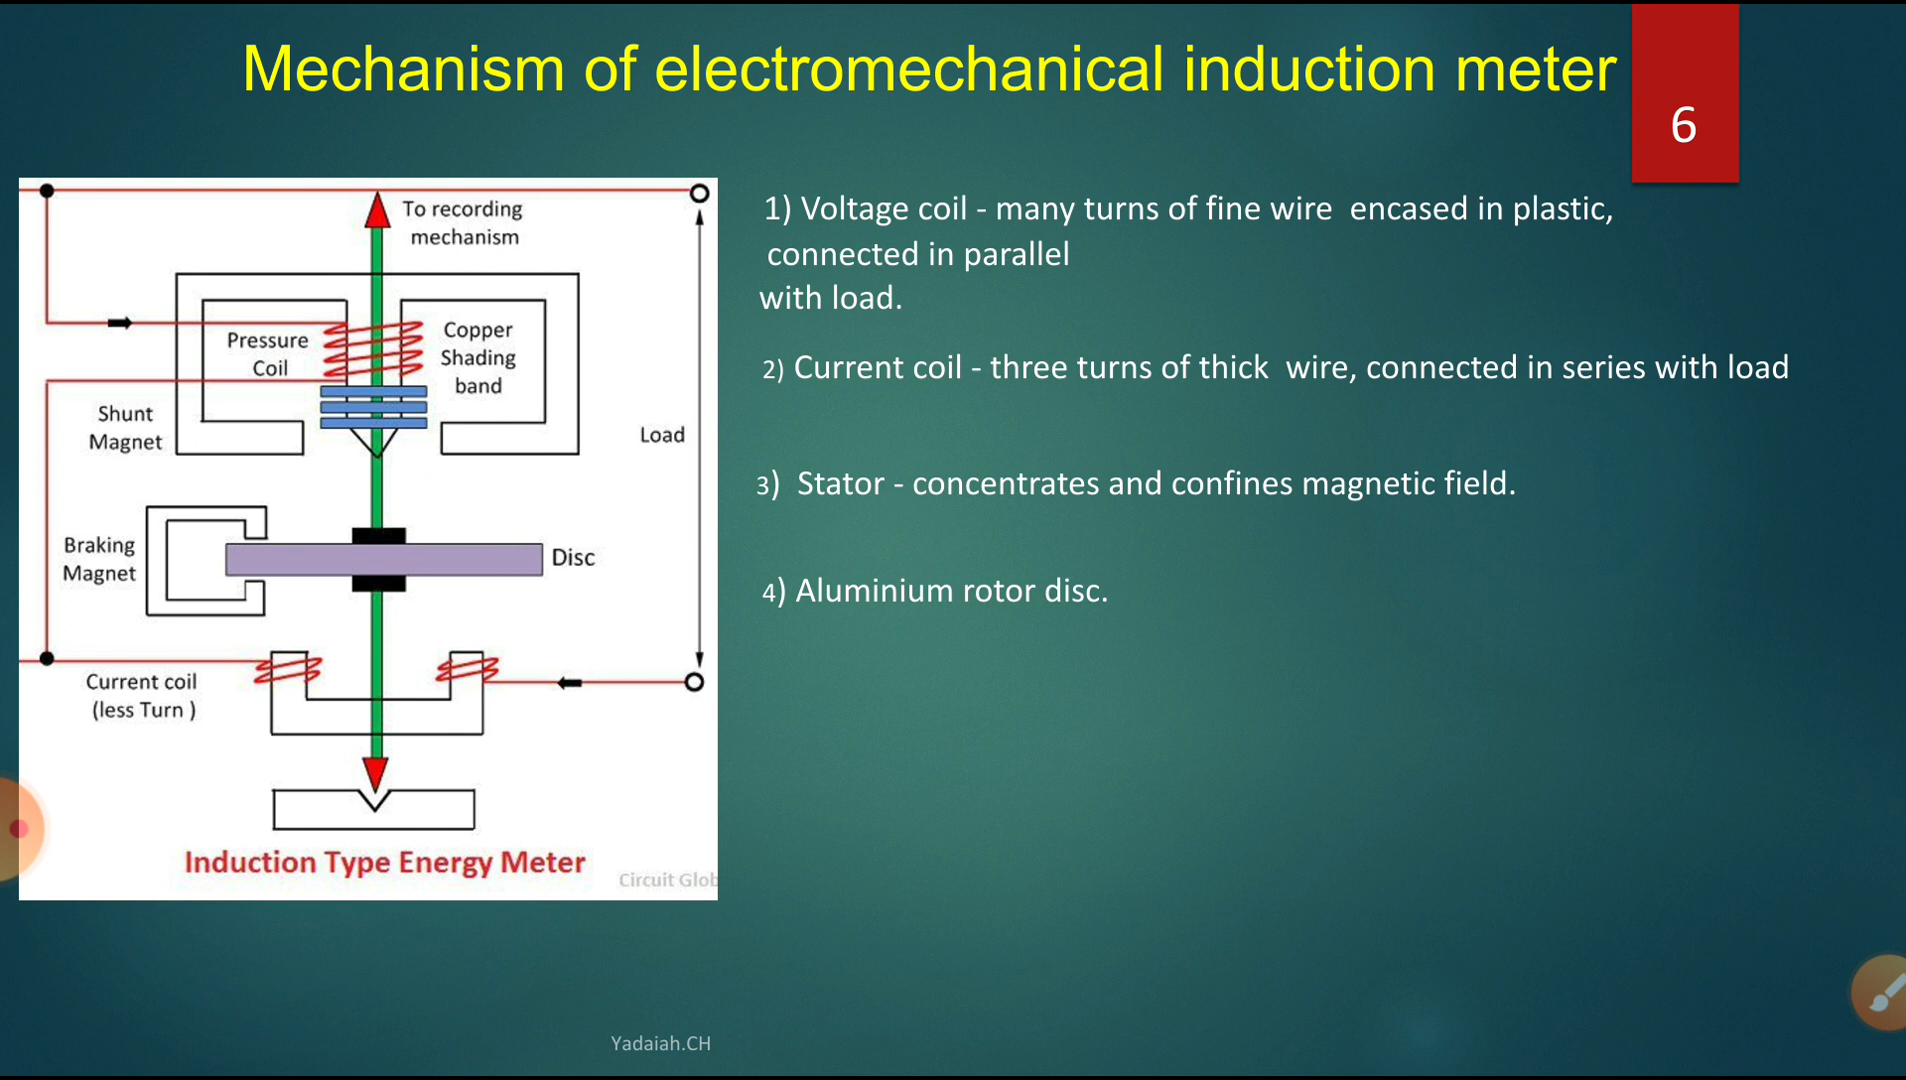 Mechanism of electromechanical induction meter
6
To recording
mechanism
Pressure
Coil
Copper
Shading
band
Shunt
Magnet
Load
Braking
Magnet
Disc
Current coil
(less Turn )
Induction Type Energy Meter
Circuit Glob
1) Voltage coil - many turns of fine wire  encased in plastic,
connected in parallel
with load.
2) Current coil - three turns of thick  wire, connected in series with load
3)  Stator - concentrates and confines magnetic field.
4) Aluminium rotor disc.
Yadaiah.CH